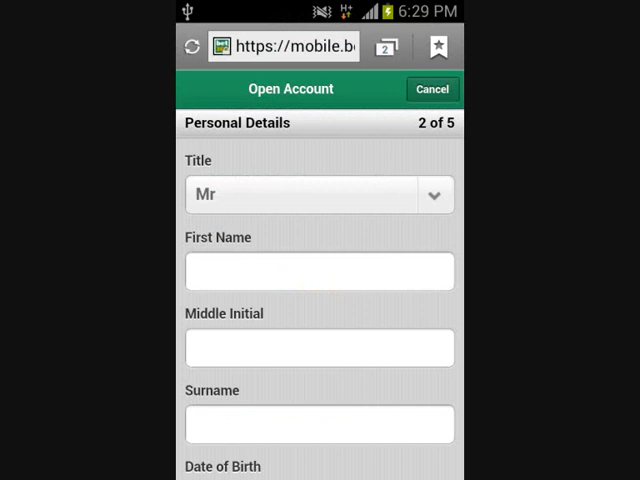 H+ 6:29 PM
https://mobile.b
2
Open Account Cancel
Personal Details 2 of 5
Title
Mr
First Name
Middle Initial
Surname
Date of Birth